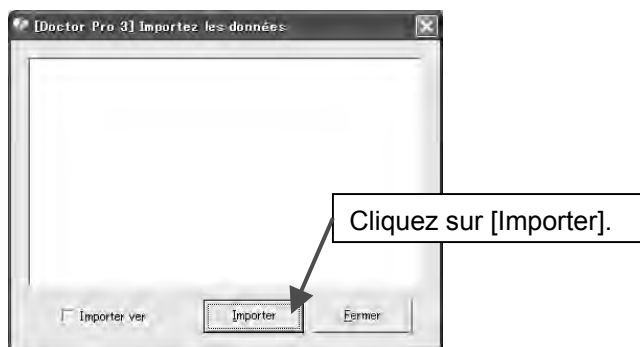 [Doctor Pro 3] Importez les données
Cliquez sur [Importer].
Importer ver
Importer
Fermer